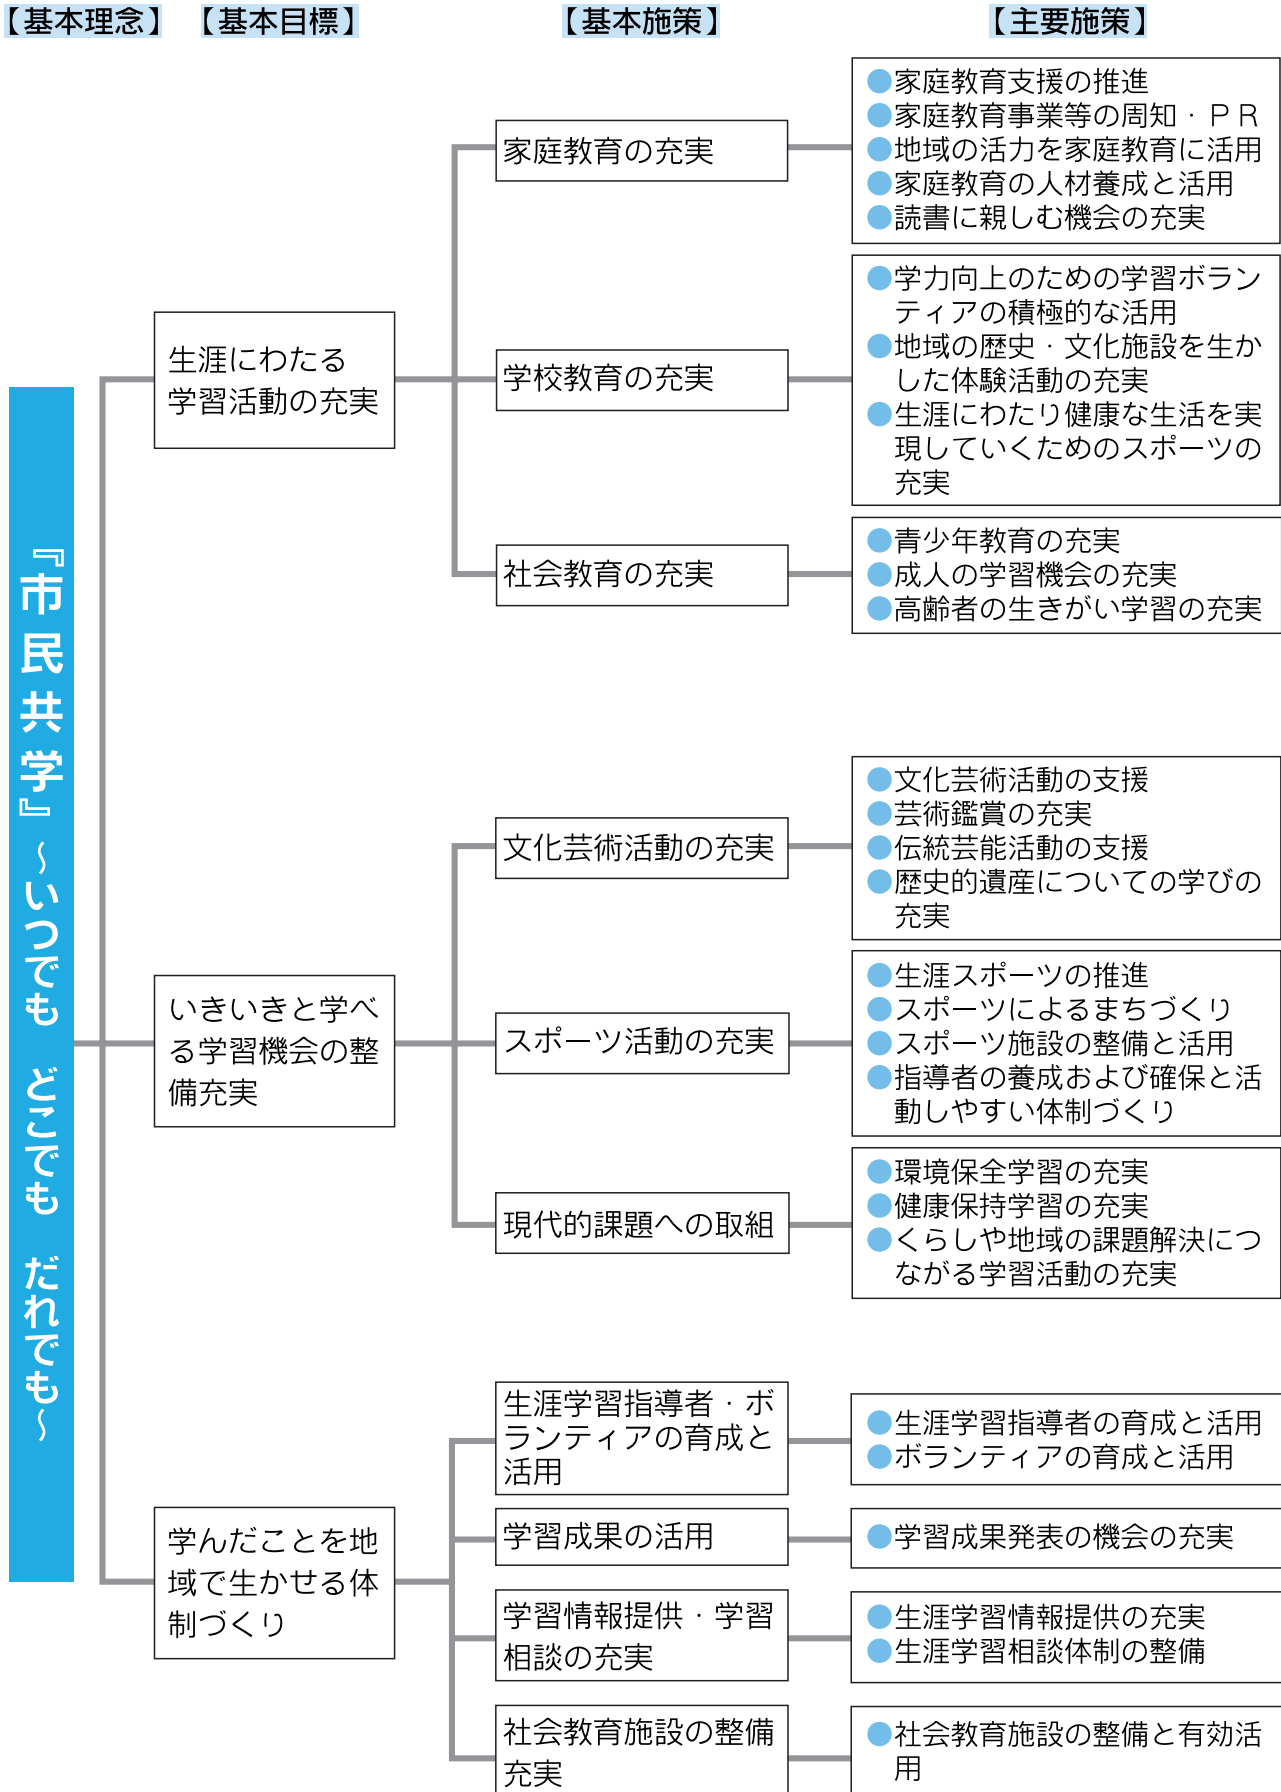 【基本理念】
【基本目標】
【基本施策】
【主要施策】
『市民共学』～いつでも　どこでも　だれでも～
生涯にわたる
学習活動の充実
家庭教育の充実
●家庭教育支援の推進
●家庭教育事業等の周知・ＰＲ
●地域の活力を家庭教育に活用
●家庭教育の人材養成と活用
●読書に親しむ機会の充実
学校教育の充実
●学力向上のための学習ボラン
ティアの積極的な活用
●地域の歴史・文化施設を生か
した体験活動の充実
●生涯にわたり健康な生活を実
現していくためのスポーツの
充実
社会教育の充実
●青少年教育の充実
●成人の学習機会の充実
●高齢者の生きがい学習の充実
いきいきと学べ
る学習機会の整
備充実
文化芸術活動の充実
●文化芸術活動の支援
●芸術鑑賞の充実
●伝統芸能活動の支援
●歴史的遺産についての学びの
充実
スポーツ活動の充実
●生涯スポーツの推進
●スポーツによるまちづくり
●スポーツ施設の整備と活用
●指導者の養成および確保と活
動しやすい体制づくり
現代的課題への取組
●環境保全学習の充実
●健康保持学習の充実
●くらしや地域の課題解決につ
ながる学習活動の充実
学んだことを地
域で生かせる体
制づくり
生涯学習指導者・ボ
ランティアの育成と
活用
●生涯学習指導者の育成と活用
●ボランティアの育成と活用
学習成果の活用
●学習成果発表の機会の充実
学習情報提供・学習
相談の充実
●生涯学習情報提供の充実
●生涯学習相談体制の整備
社会教育施設の整備
充実
●社会教育施設の整備と有効活
用